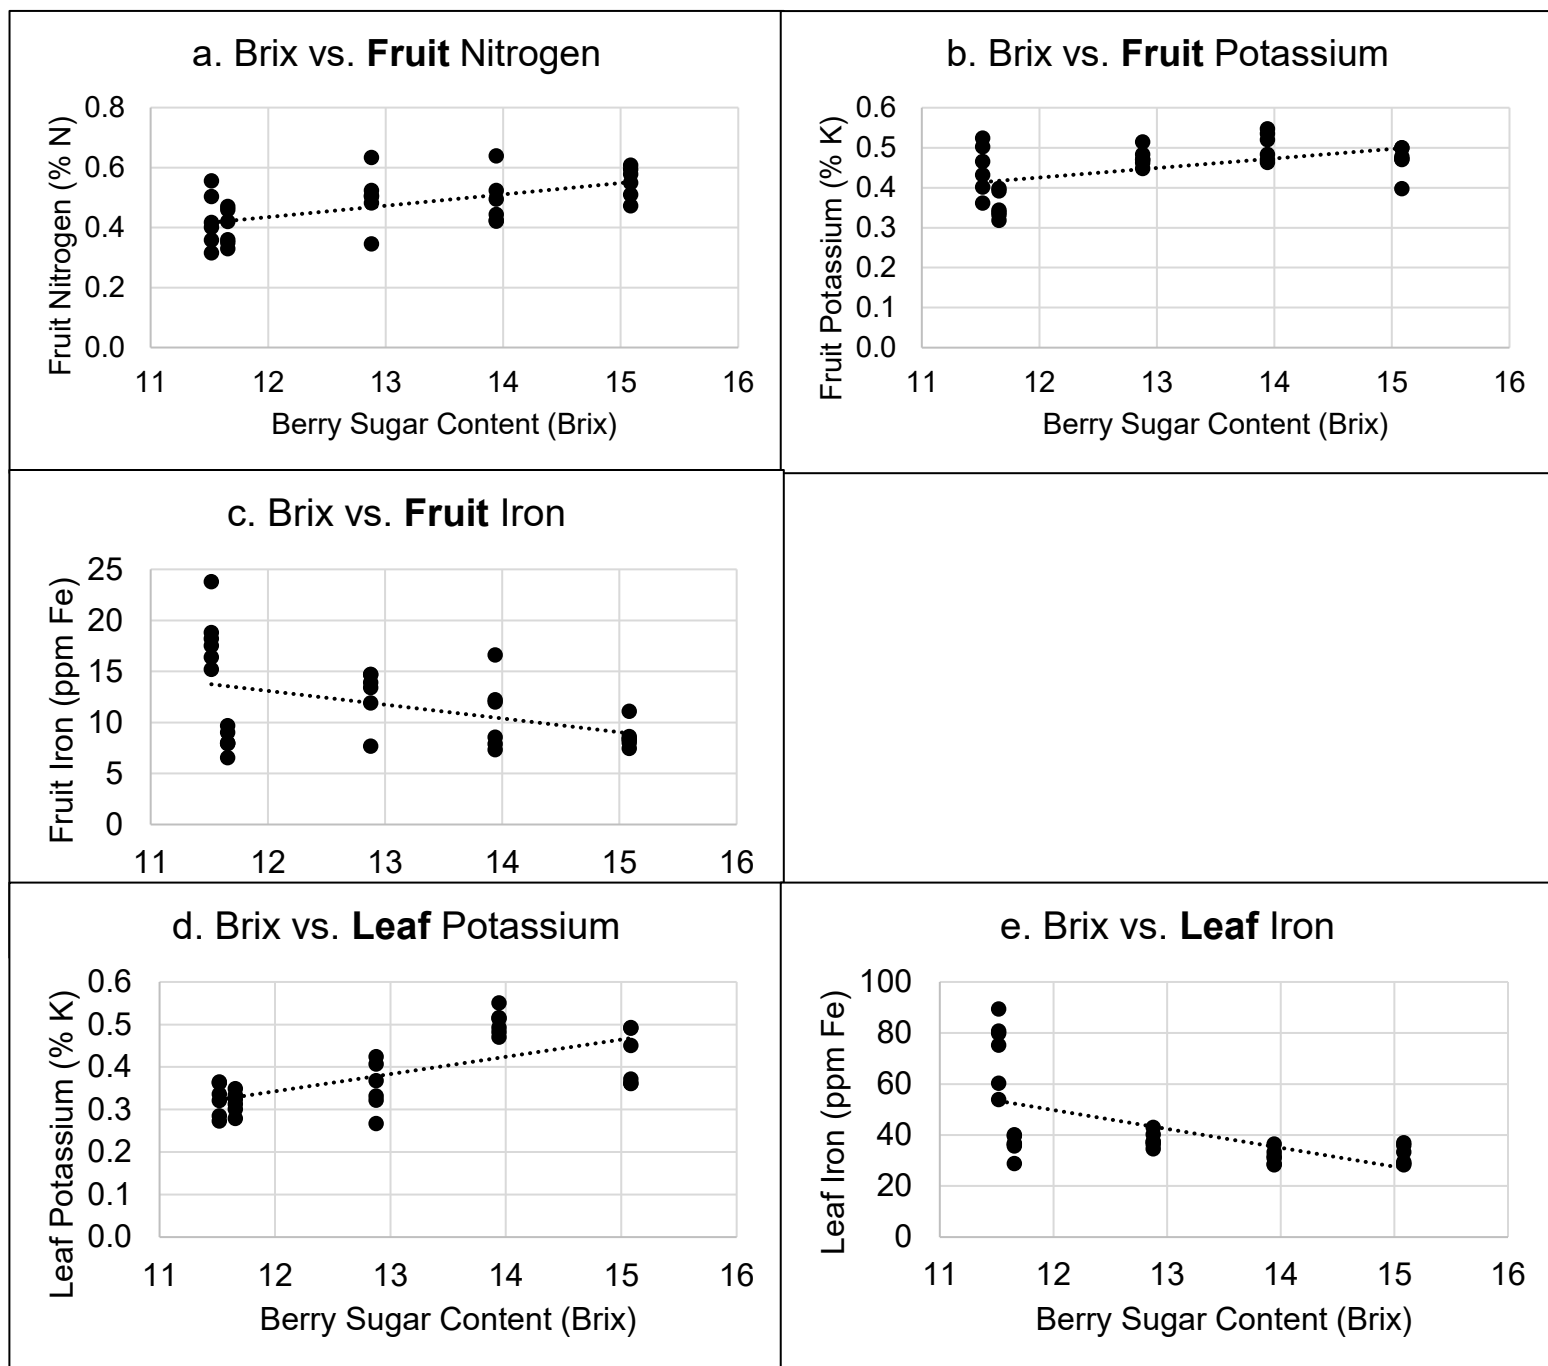 a. Brix vs. Fruit Nitrogen
Fruit Nitrogen (% N)
0.8
0.6
0.4
0.2
0.0
11 12 13 14 15 16
Berry Sugar Content (Brix)
b. Brix vs. Fruit Potassium
Fruit Potassium (% K)
0.6
0.5
0.4
0.3
0.2
0.1
0.0
11 12 13 14 15 16
Berry Sugar Content (Brix)
c. Brix vs. Fruit Iron
Fruit Iron (ppm Fe)
25
20
15
10
5
0
11 12 13 14 15 16
d. Brix vs. Leaf Potassium
Leaf Potassium (% K)
0.6
0.5
0.4
0.3
0.2
0.1
0.0
11 12 13 14 15 16
Berry Sugar Content (Brix)
e. Brix vs. Leaf Iron
Leaf Iron (ppm Fe)
100
80
60
40
20
0
11 12 13 14 15 16
Berry Sugar Content (Brix)